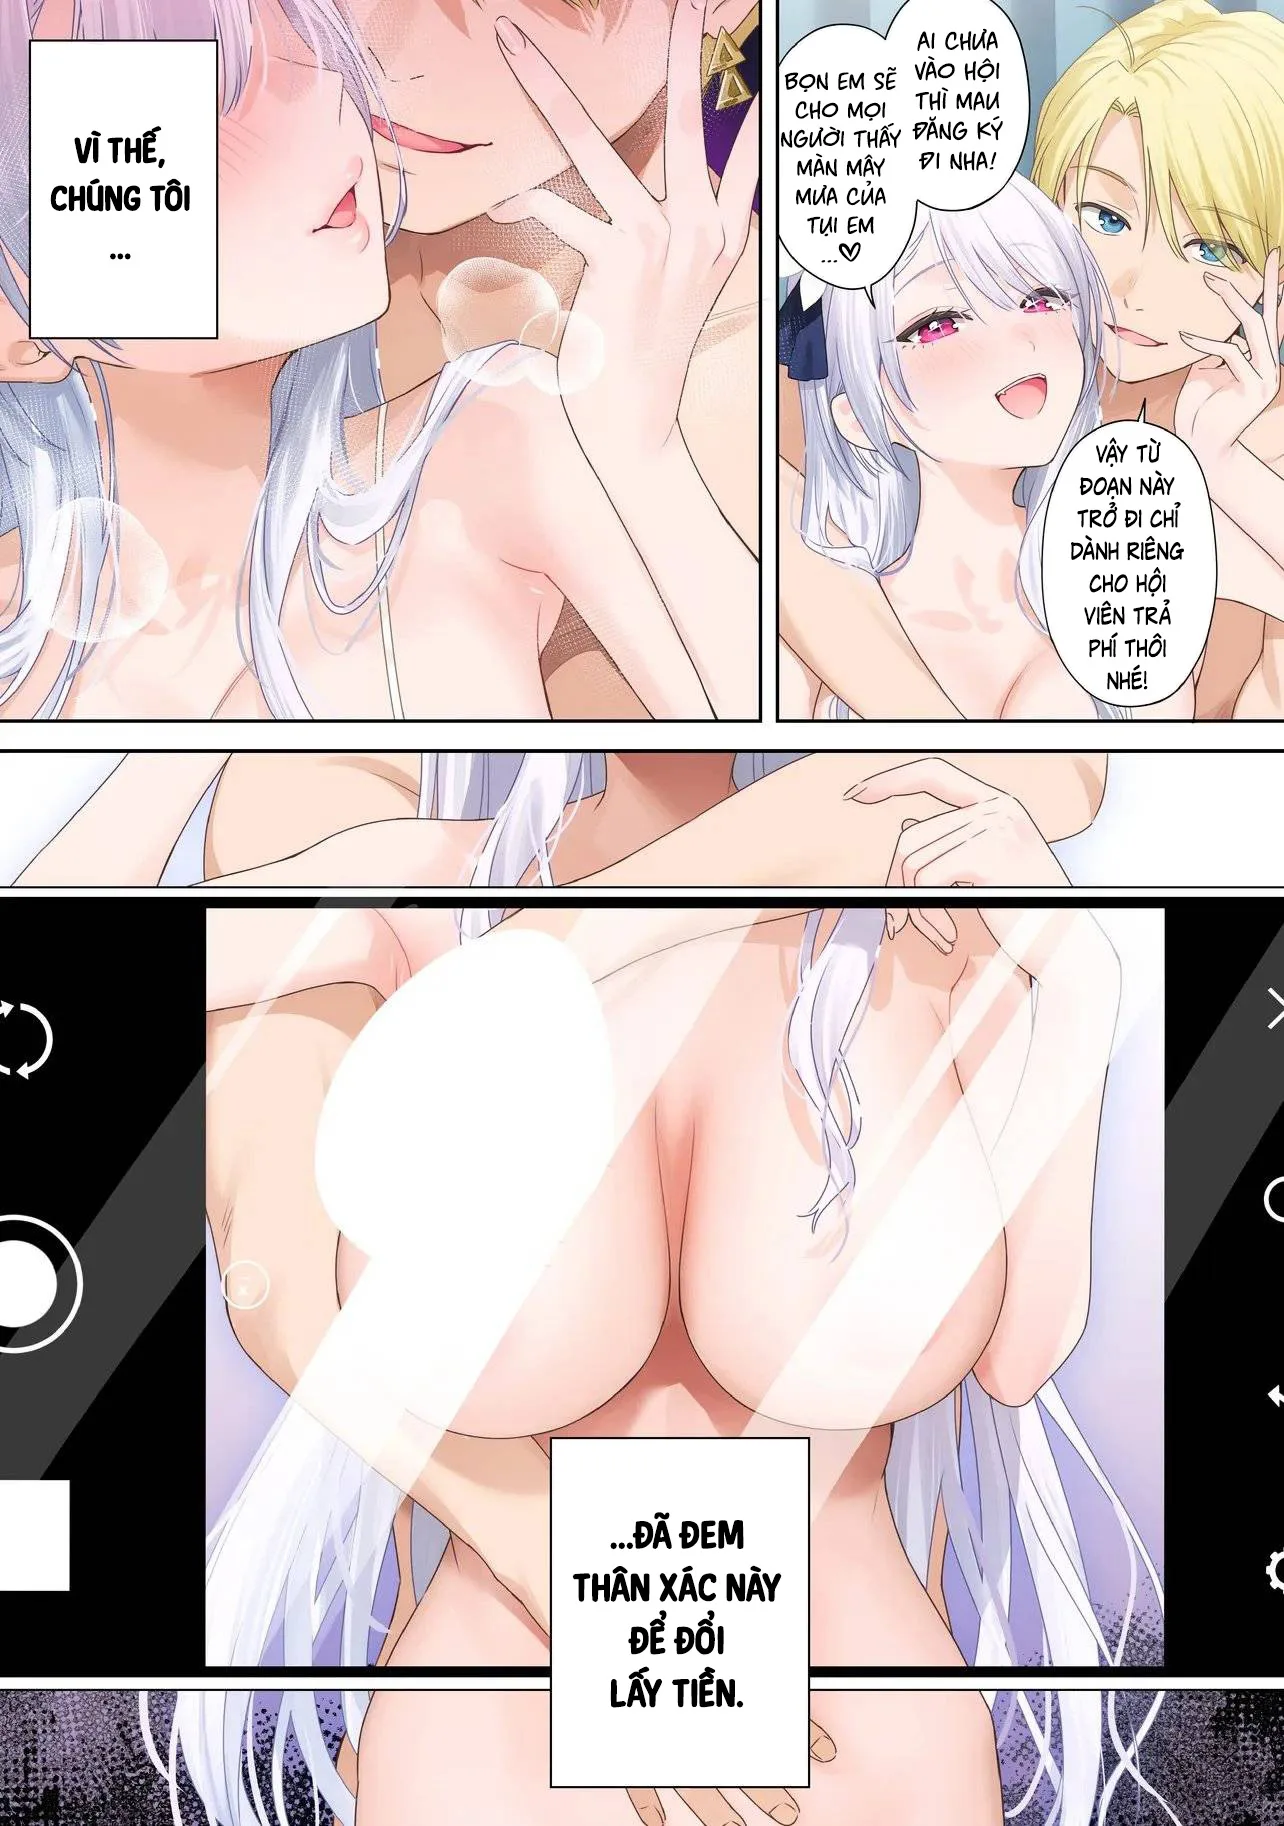 AI CHƯA
VÀO HỘI
THÌ MAU
ĐĂNG KÝ
ĐI NHA!
BỌN EM SẼ
CHO MỌI
NGƯỜI THẤY
MÀN MÂY
MƯA CỦA
TỤI EM
...♡
VẬY TỪ
ĐOẠN NÀY
TRỞ ĐI CHỈ
DÀNH RIÊNG
CHO HỘI
VIÊN TRẢ
PHÍ THÔI
NHÉ!
VÌ THẾ,
CHÚNG TÔI
...
...ĐÃ ĐEM
THÂN XÁC NÀY
ĐỂ ĐỔI
LẤY TIỀN.